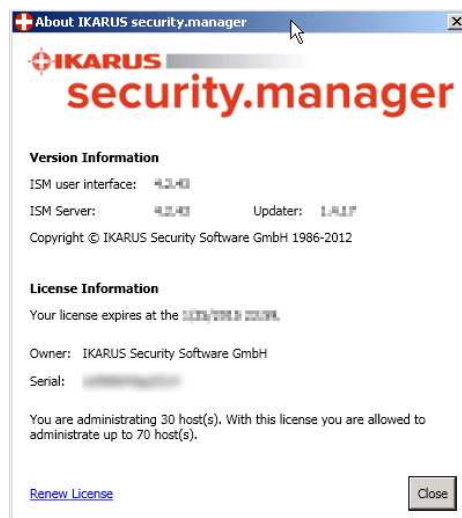 About IKARUS security.manager
IKARUS
security.manager
Version Information
ISM user interface:
ISM Server: Updater:
Copyright © IKARUS Security Software GmbH 1986-2012
License Information
Your license expires at the
Owner: IKARUS Security Software GmbH
Serial:
You are administrating 30 host(s). With this license you are allowed to
administrate up to 70 host(s).
Renew License
Close